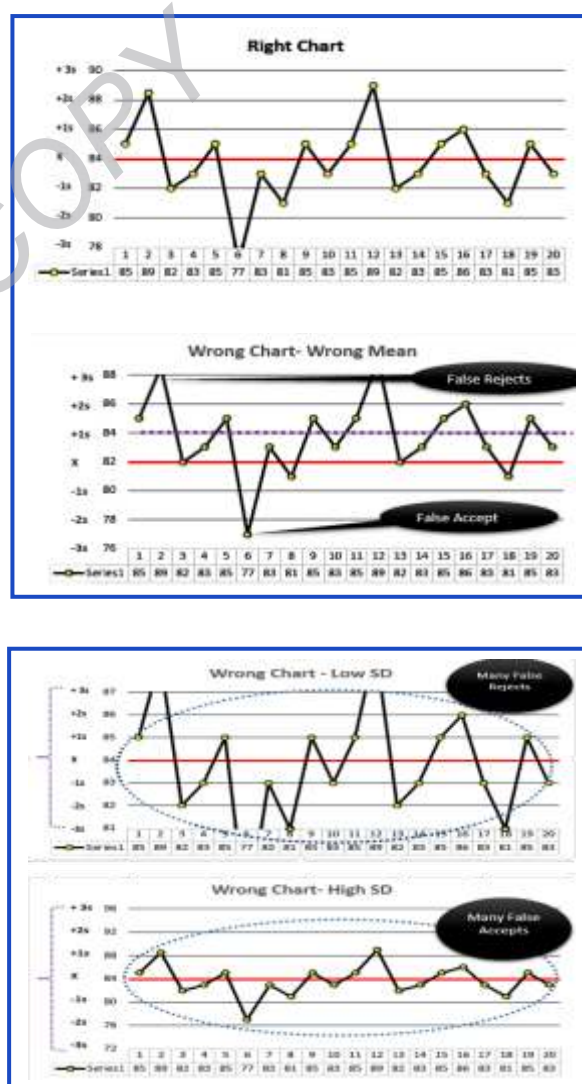 COPY
Right Chart
+3s 90
+2s 88
+1s 86
X 84
-1s 82
-2s 80
-3s 78
1 2 3 4 5 6 7 8 9 10 11 12 13 14 15 16 17 18 19 20
Series1 85 89 82 83 85 77 83 81 85 83 85 89 82 83 85 86 83 81 85 83
Wrong Chart- Wrong Mean
+ 3s 88
False Rejects
+2s 86
+1s 84
X 82
-1s 80
-2s 78
False Accept
-3s 76
1 2 3 4 5 6 7 8 9 10 11 12 13 14 15 16 17 18 19 20
Series1 85 89 82 83 85 77 83 81 85 83 85 89 82 83 85 86 83 81 85 83
Wrong Chart - Low SD
Many False
Rejects
+ 3s 87
+2s 86
+1s 85
X 84
-1s 83
-2s 82
-3s 81
1 2 3 4 5 6 7 8 9 10 11 12 13 14 15 16 17 18 19 20
Series1 85 89 82 83 85 77 83 81 85 83 85 89 82 83 85 86 83 81 85 83
Wrong Chart- High SD
Many False
Accepts
+ 3s 96
+2s
+1s 88
X 84
-1s 80
-2s 76
-3s 72
1 2 3 4 5 6 7 8 9 10 11 12 13 14 15 16 17 18 19 20
Series1 85 89 82 83 85 77 83 81 85 83 85 89 82 83 85 86 83 81 85 83